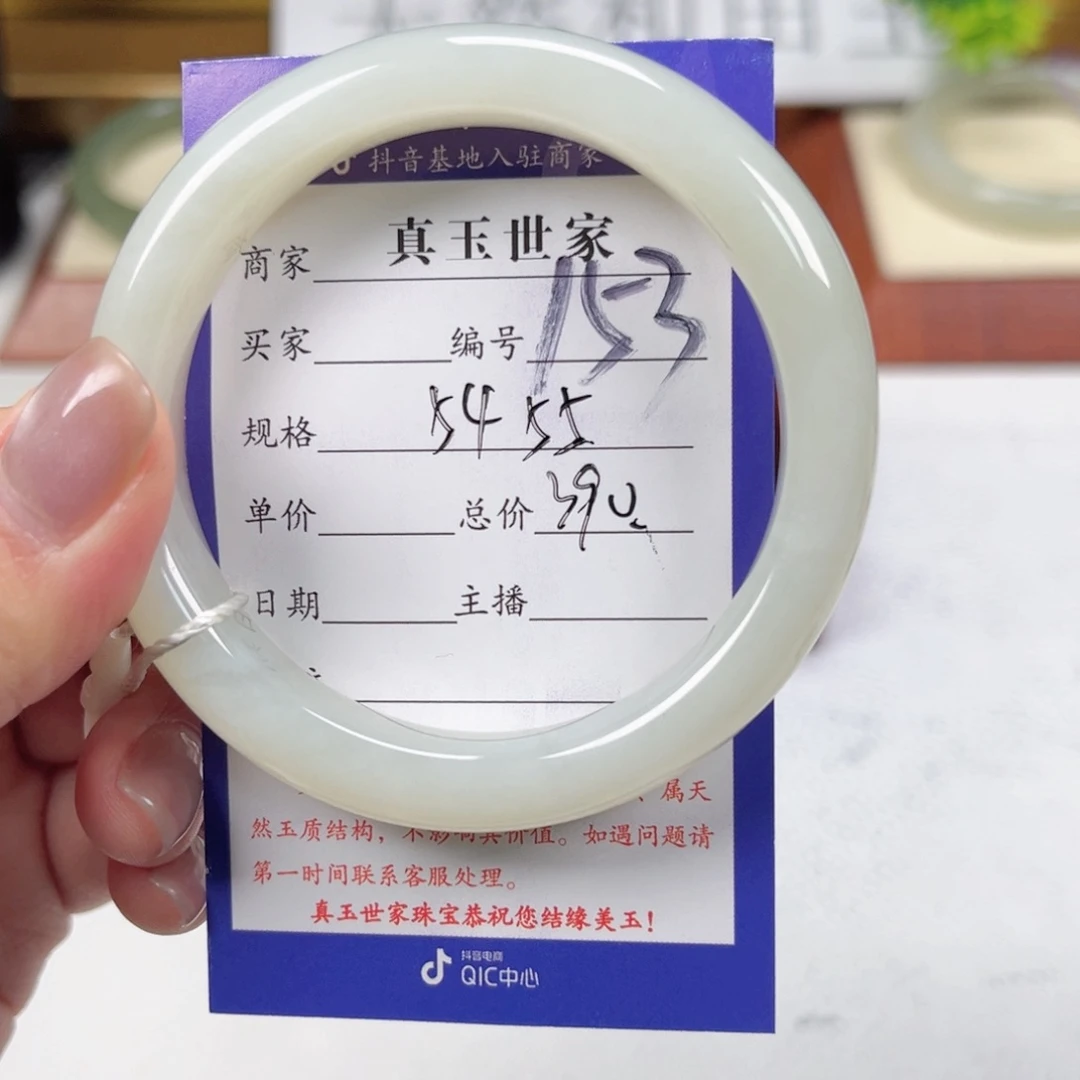 抖音基地入驻商家
商家 真玉世家
买家 编号 15-3
规格 54 55
单价 总价 390
日期 主播
属天
然玉质结构，不影响其价值。如遇问题请
第一时间联系客服处理。
真玉世家珠宝恭祝您结缘美玉！
抖音电商
QIC中心